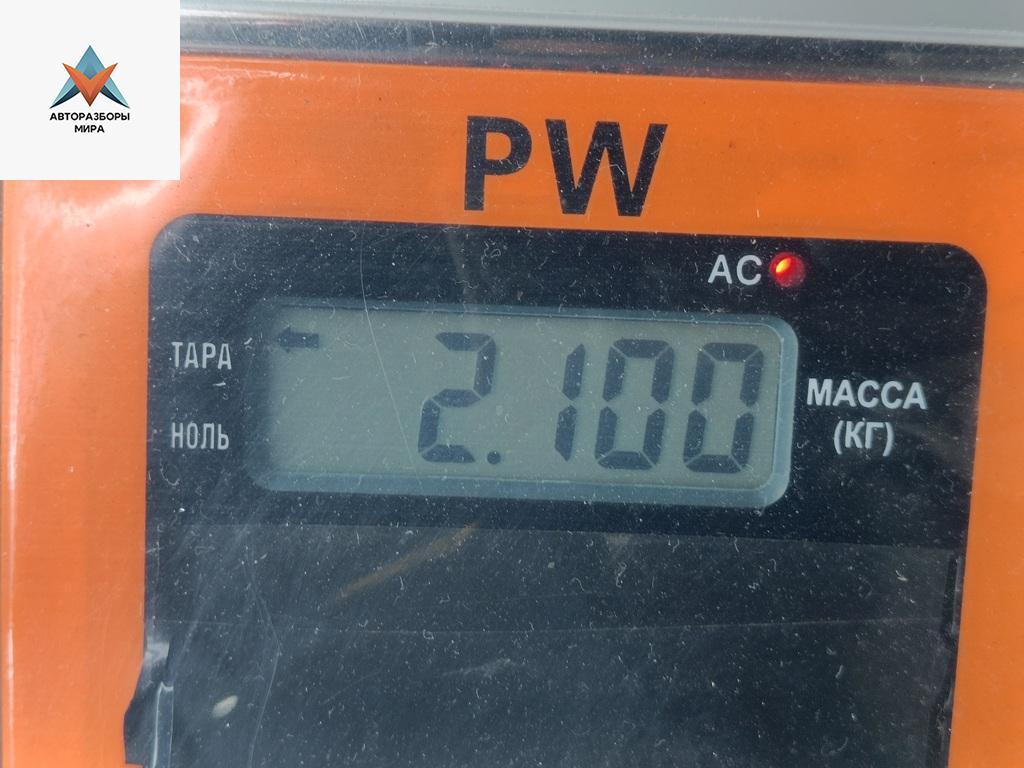 АВТОРАЗБОРЫ
МИРА
PW
AC
ТАРА
2.100
МАССА
(КГ)
НОЛЬ